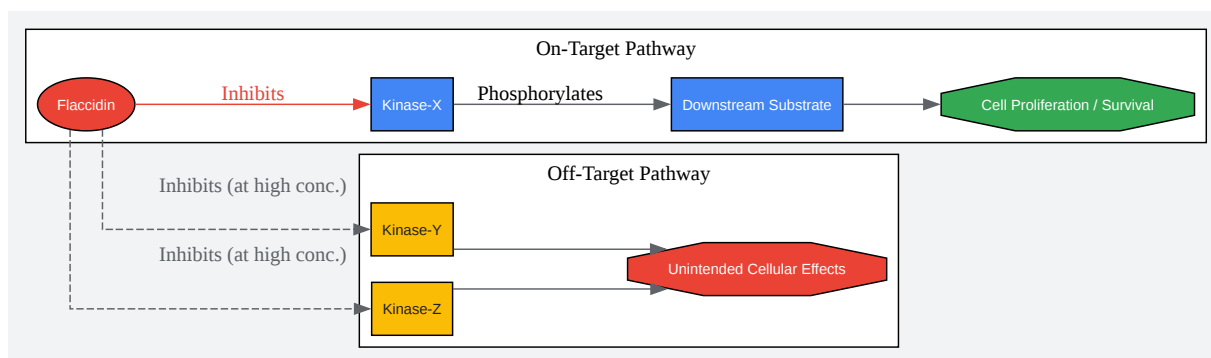 On-Target Pathway
Flaccidin
Inhibits
Kinase-X
Phosphorylates
Downstream Substrate
Cell Proliferation / Survival
Off-Target Pathway
Inhibits (at high conc.)
Kinase-Y
Inhibits (at high conc.)
Unintended Cellular Effects
Kinase-Z